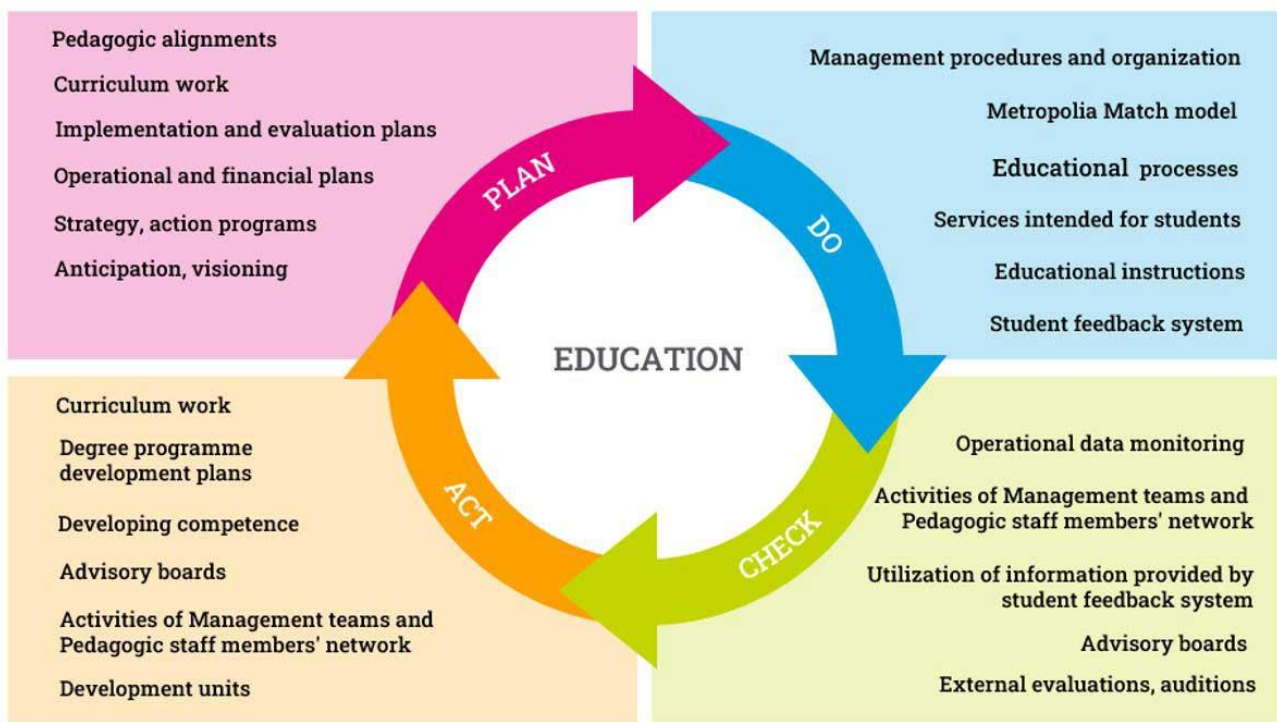 Pedagogic alignments
Curriculum work
Implementation and evaluation plans
Operational and financial plans
Strategy, action programs
Anticipation, visioning
PLAN
Management procedures and organization
Metropolia Match model
Educational processes
Services intended for students
Educational instructions
Student feedback system
DO
EDUCATION
Curriculum work
Degree programme
development plans
Developing competence
Advisory boards
Activities of Management teams and
Pedagogic staff members' network
Development units
ACT
Operational data monitoring
Activities of Management teams and
Pedagogic staff members' network
Utilization of information provided by
student feedback system
Advisory boards
External evaluations, auditions
CHECK